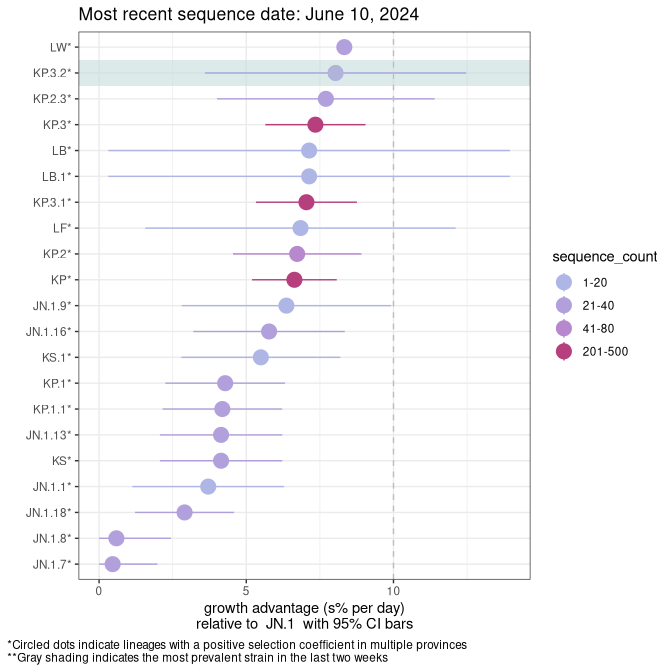 Most recent sequence date: June 10, 2024
LW*
KP.3.2*
KP.2.3*
KP.3*
LB*
LB.1*
KP.3.1*
LF*
KP.2*
KP*
JN.1.9*
JN.1.16*
KS.1*
KP.1*
KP.1.1*
JN.1.13*
KS*
JN.1.1*
JN.1.18*
JN.1.8*
JN.1.7*
0 5 10
growth advantage (s% per day)
relative to JN.1 with 95% CI bars
sequence_count
1-20
21-40
41-80
201-500
*Circled dots indicate lineages with a positive selection coefficient in multiple provinces
**Gray shading indicates the most prevalent strain in the last two weeks